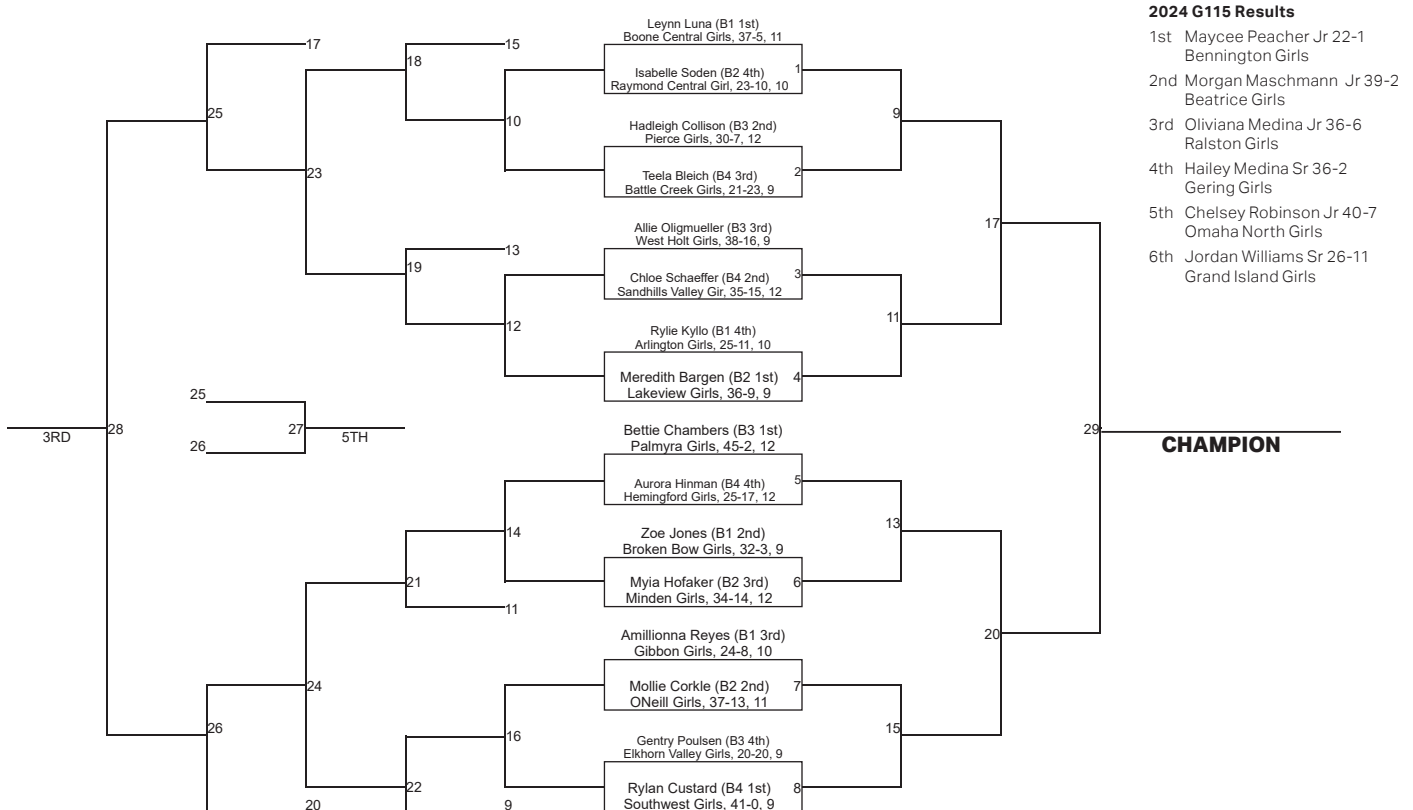 2024 G115 Results
1st Maycee Peacher Jr 22-1
Bennington Girls
2nd Morgan Maschmann Jr 39-2
Beatrice Girls
3rd Oliviana Medina Jr 36-6
Ralston Girls
4th Hailey Medina Sr 36-2
Gering Girls
5th Chelsey Robinson Jr 40-7
Omaha North Girls
6th Jordan Williams Sr 26-11
Grand Island Girls
Leynn Luna (B1 1st)
Boone Central Girls, 37-5, 11
17
15
18
Isabelle Soden (B2 4th)
1
Raymond Central Girl, 23-10, 10
25
10
9
Hadleigh Collison (B3 2nd)
Pierce Girls, 30-7, 12
23
Teela Bleich (B4 3rd)
2
Battle Creek Girls, 21-23, 9
Allie Oligmueller (B3 3rd)
17
West Holt Girls, 38-16, 9
13
19
Chloe Schaeffer (B4 2nd)
3
Sandhills Valley Gir, 35-15, 12
12
11
Rylie Kyllo (B1 4th)
Arlington Girls, 25-11, 10
Meredith Bargen (B2 1st)
4
Lakeview Girls, 36-9, 9
25
Bettie Chambers (B3 1st)
28
27
29
3RD
5TH
CHAMPION
26
Palmyra Girls, 45-2, 12
Aurora Hinman (B4 4th)
5
Hemingford Girls, 25-17, 12
14
13
Zoe Jones (B1 2nd)
Broken Bow Girls, 32-3, 9
21
Myia Hofaker (B2 3rd)
6
Minden Girls, 34-14, 12
11
Amillionna Reyes (B1 3rd)
20
Gibbon Girls, 24-8, 10
24
Mollie Corkle (B2 2nd)
7
ONeill Girls, 37-13, 11
26
16
15
Gentry Poulsen (B3 4th)
Elkhorn Valley Girls, 20-20, 9
22
Rylan Custard (B4 1st)
8
20
9
Southwest Girls, 41-0, 9